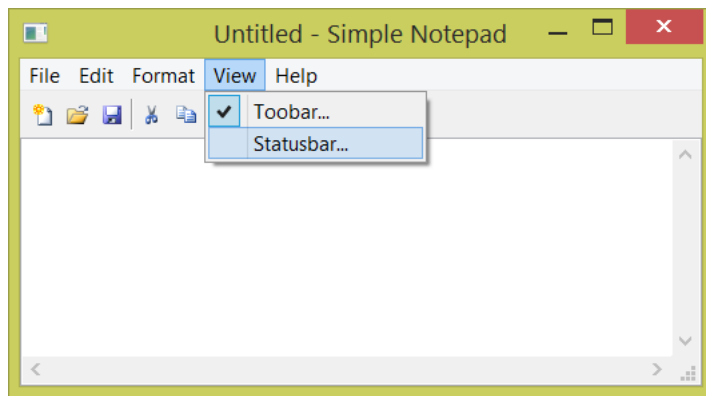 Untitled - Simple Notepad
File Edit Format View Help
Toobar...
Statusbar...